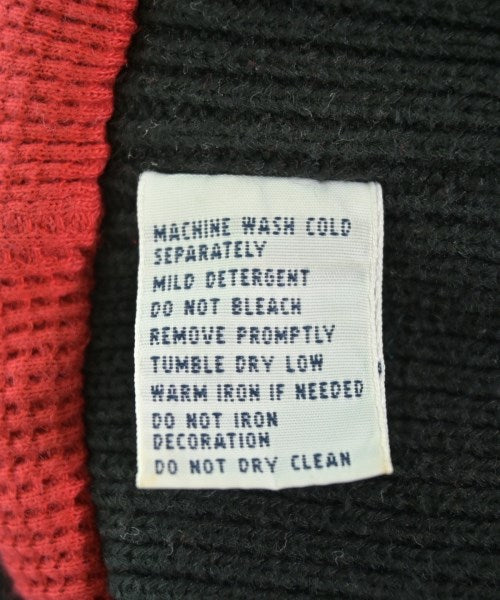 MACHINE WASH COLD
SEPARATELY
MILD DETERGENT
DO NOT BLEACH
REMOVE PROMPTLY
TUMBLE DRY LOW
WARM IRON IF NEEDED
DO NOT IRON
DECORATION
DO NOT DRY CLEAN